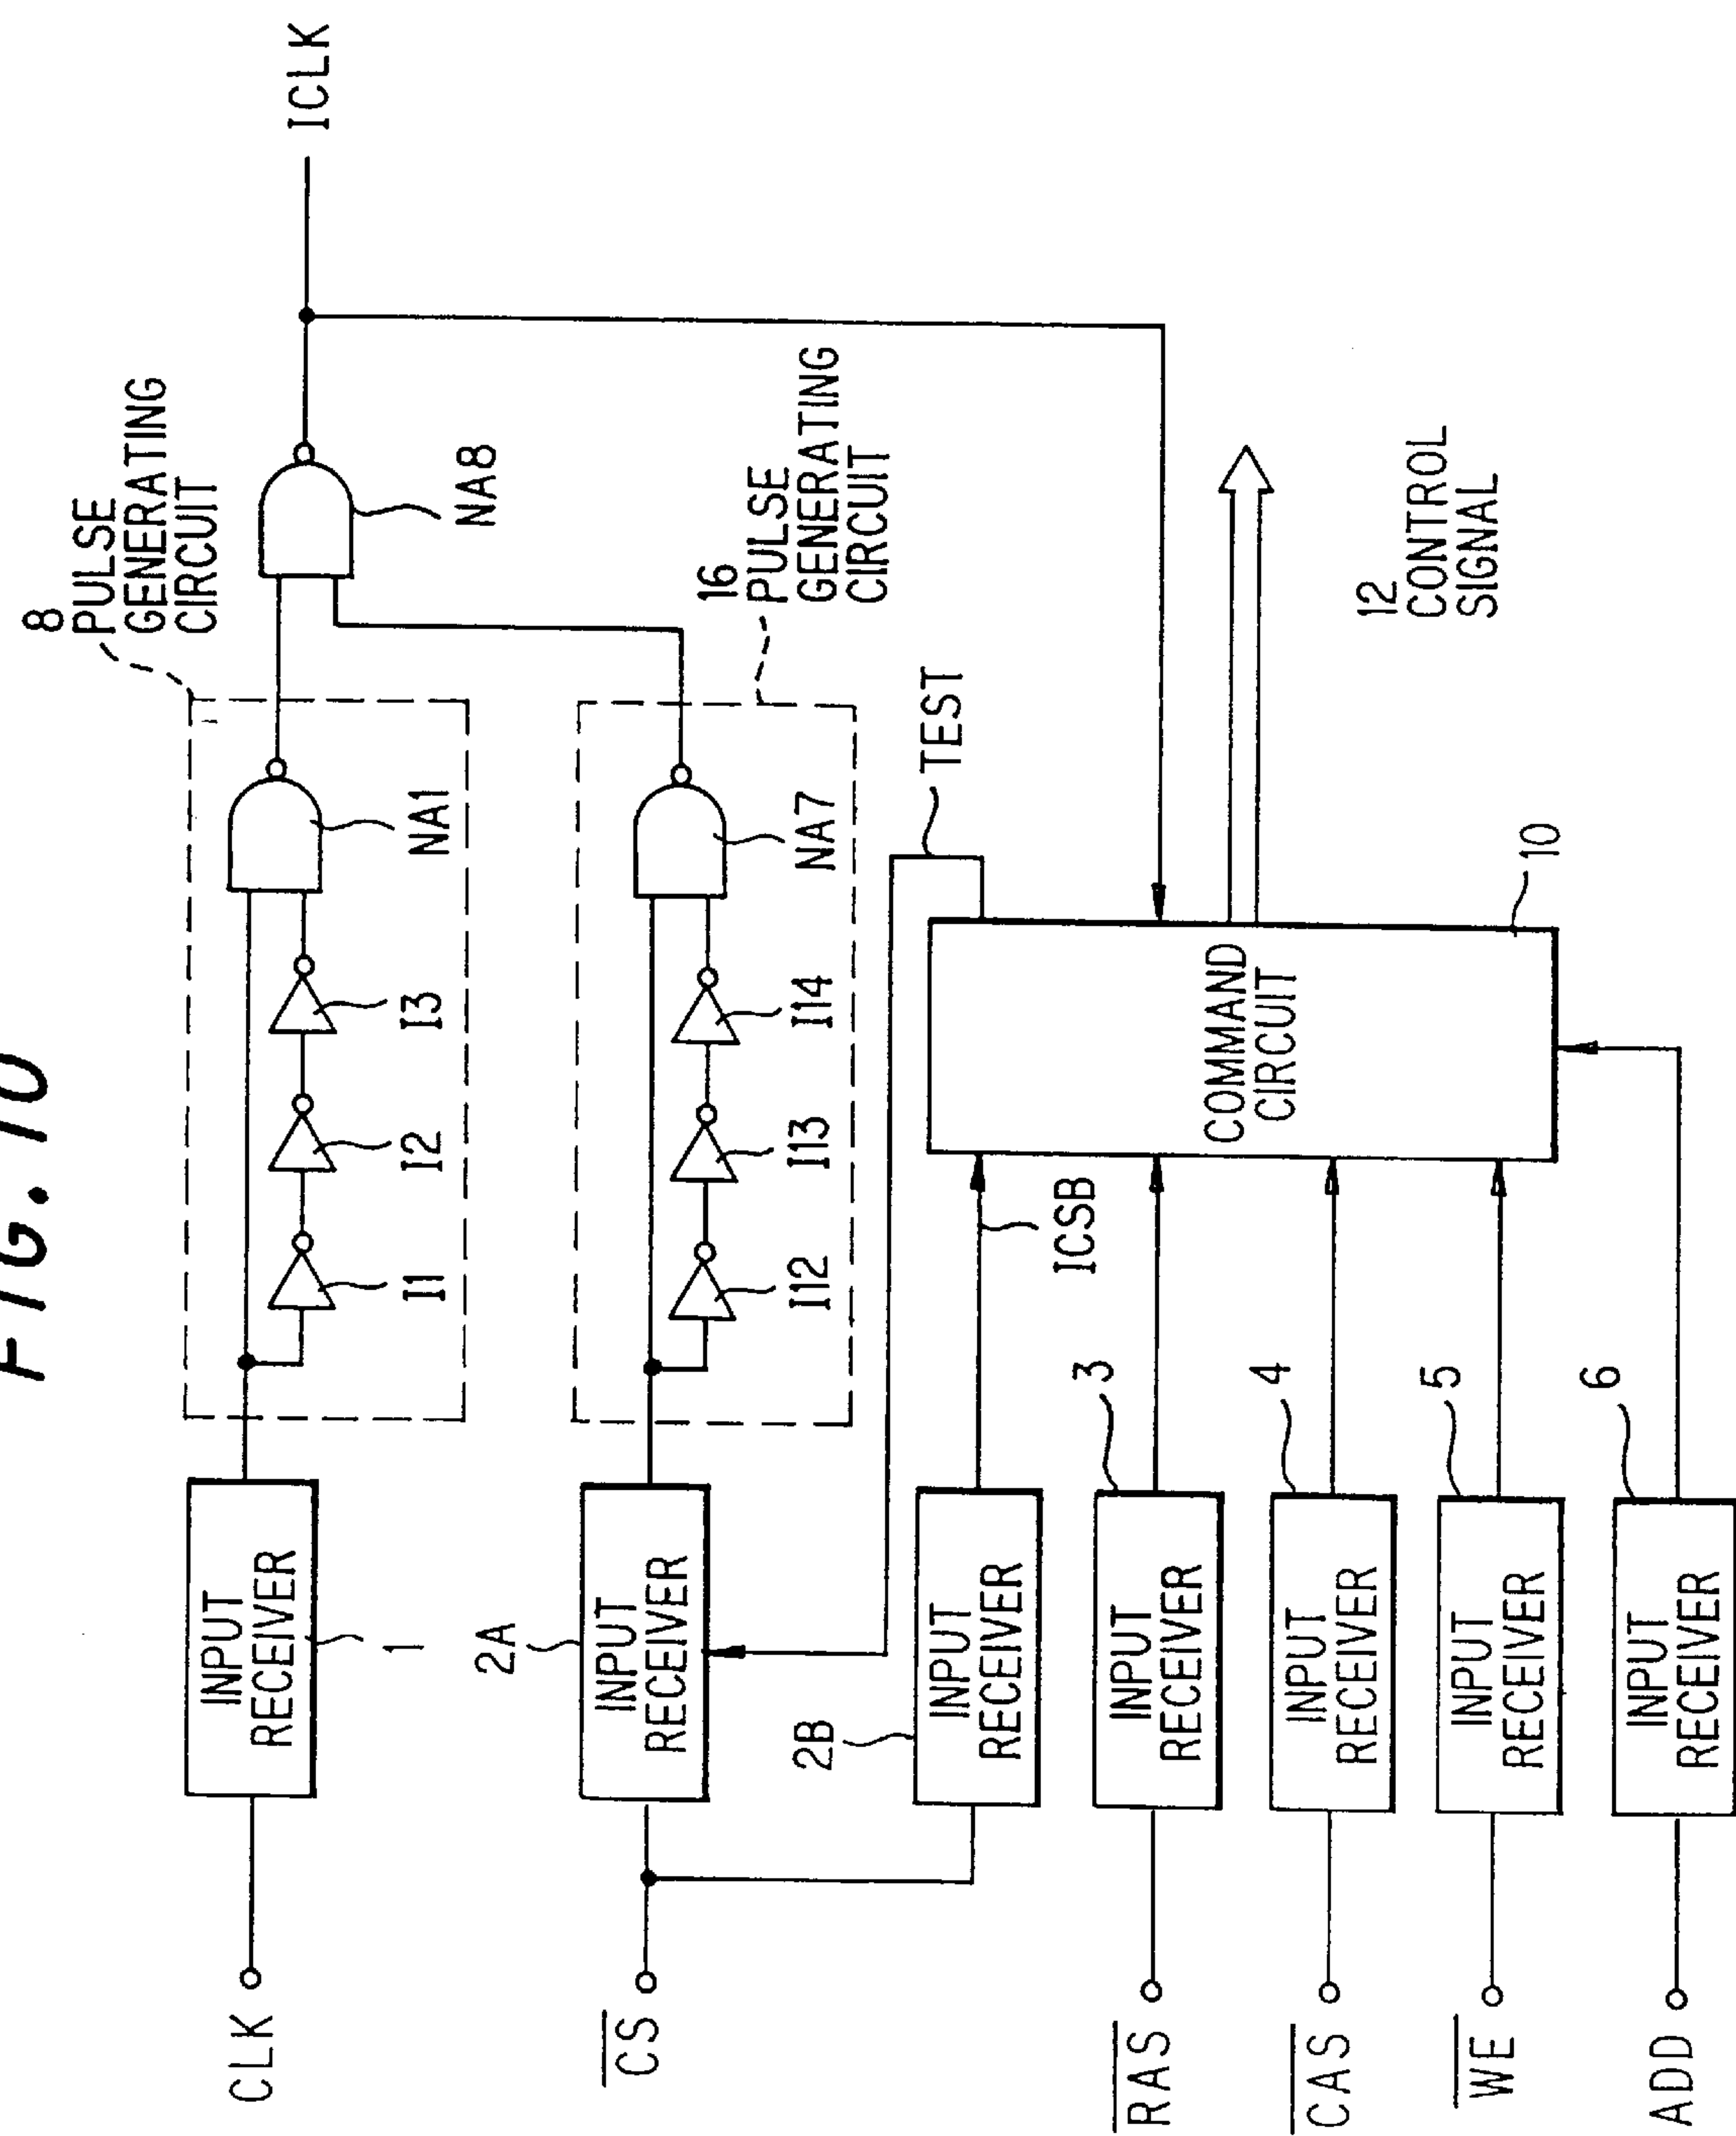 FIG. 10
CLK
INPUT
RECEIVER
1
8
PULSE
GENERATING
CIRCUIT
I1
I2
I3
NA1
NA8
ICLK
CS
2A
INPUT
RECEIVER
16
PULSE
GENERATING
CIRCUIT
I12
I13
I14
NA7
TEST
2B
INPUT
RECEIVER
ICSB
COMMAND
CIRCUIT
10
12
CONTROL
SIGNAL
RAS
INPUT
RECEIVER
3
CAS
INPUT
RECEIVER
4
WE
INPUT
RECEIVER
5
ADD
INPUT
RECEIVER
6